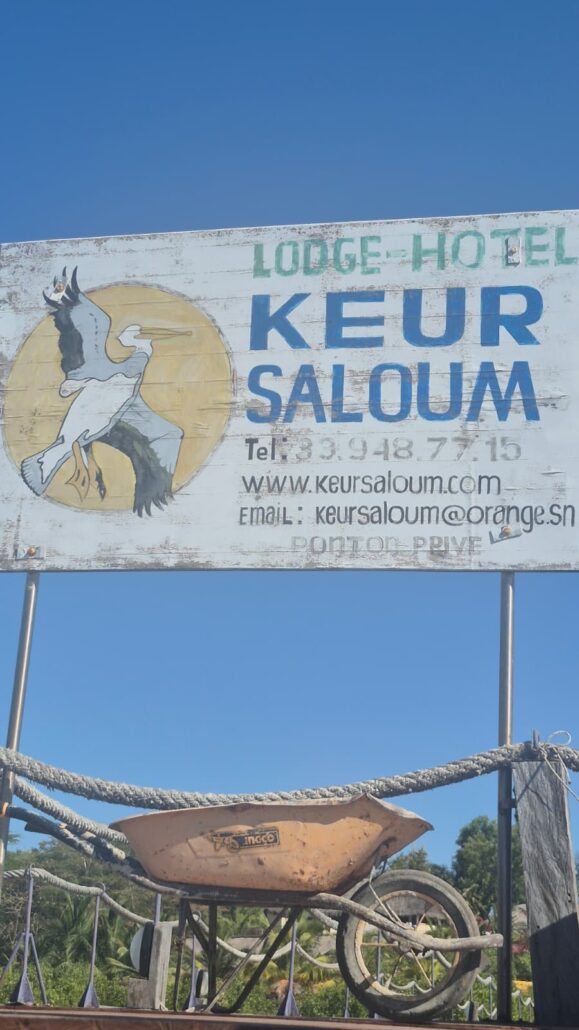 LODGE-HOTEL
KEUR
SALOUM
Tel: 33.948.77.15
www.keursaloum.com
EMAIL: keursaloum@orange.sn
PONTON PRIVE